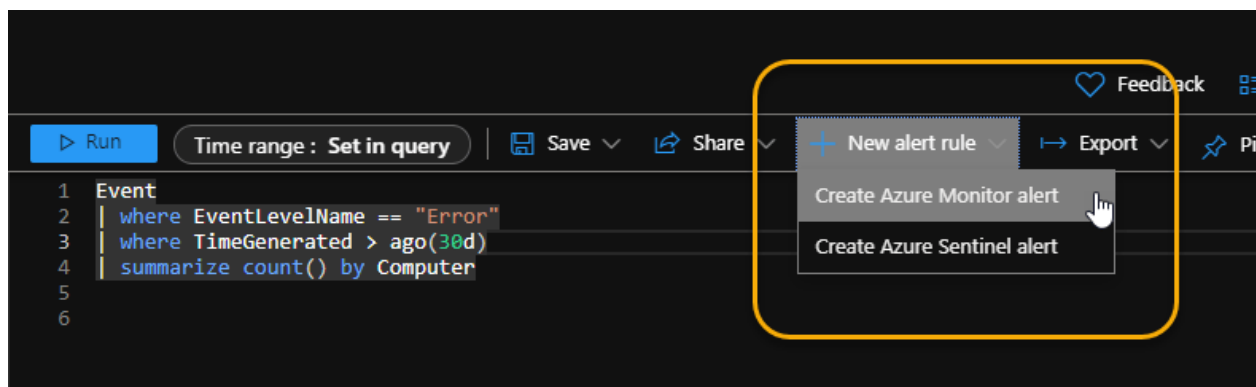 Feedback
Run Time range : Set in query Save Share New alert rule Export
Create Azure Monitor alert
Create Azure Sentinel alert
1 Event
2 | where EventLevelName == "Error"
3 | where TimeGenerated > ago(30d)
4 | summarize count() by Computer
5
6